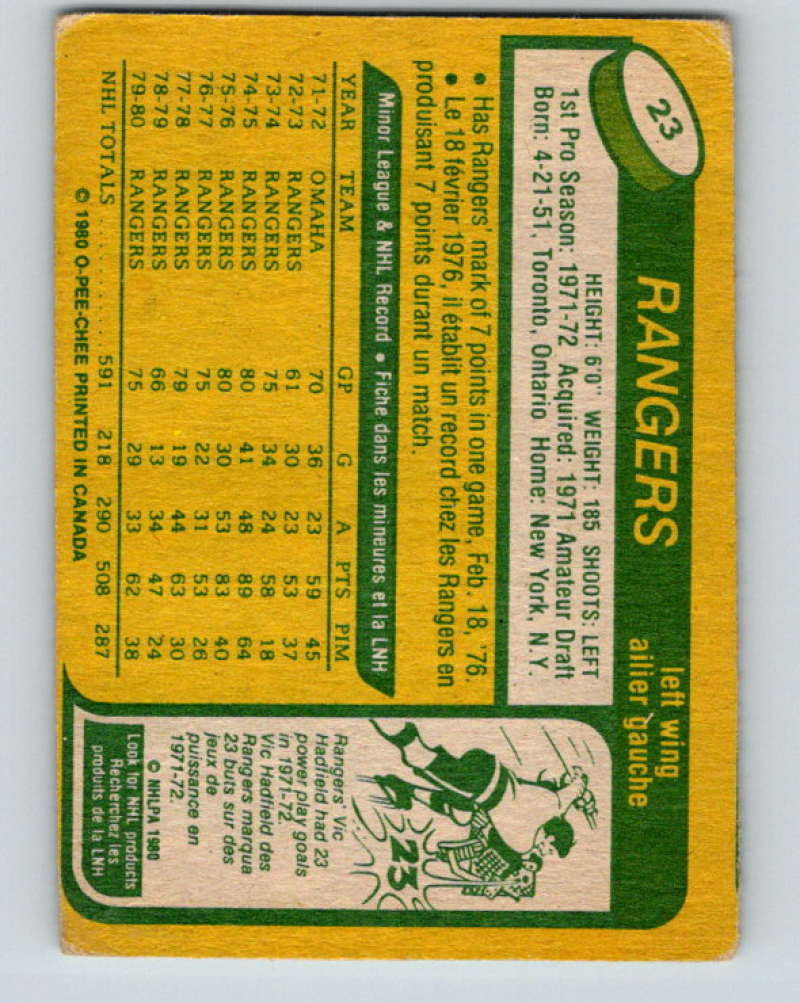 23
RANGERS
left wing
ailier gauche
HEIGHT: 6'0" WEIGHT: 185 SHOOTS: LEFT
1st Pro Season: 1971-72 Acquired: 1971 Amateur Draft
Born: 4-21-51, Toronto, Ontario Home: New York, N.Y.
• Has Rangers' mark of 7 points in one game, Feb. 18, '76.
• Le 18 février 1976, il établit un record chez les Rangers en
produisant 7 points durant un match.
Minor League & NHL Record • Fiche dans les mineures et la LNH
YEAR TEAM GP G A PTS PIM
71-72 OMAHA 70 36 23 59 45
72-73 RANGERS 61 30 23 53 37
73-74 RANGERS 75 34 24 58 18
74-75 RANGERS 80 41 48 89 64
75-76 RANGERS 80 30 53 83 40
76-77 RANGERS 75 22 31 53 26
77-78 RANGERS 79 19 44 63 30
78-79 RANGERS 66 13 34 47 24
79-80 RANGERS 75 29 33 62 38
NHL TOTALS .......... 591 218 290 508 287
© 1980 O-PEE-CHEE PRINTED IN CANADA
23
Rangers' Vic
Hadfield had 23
power play goals
in 1971-72.
Vic Hadfield des
Rangers marqua
23 buts sur des
jeux de
puissance en
1971-72.
© NHLPA 1980
Look for NHL products
Recherchez les
produits de la LNH